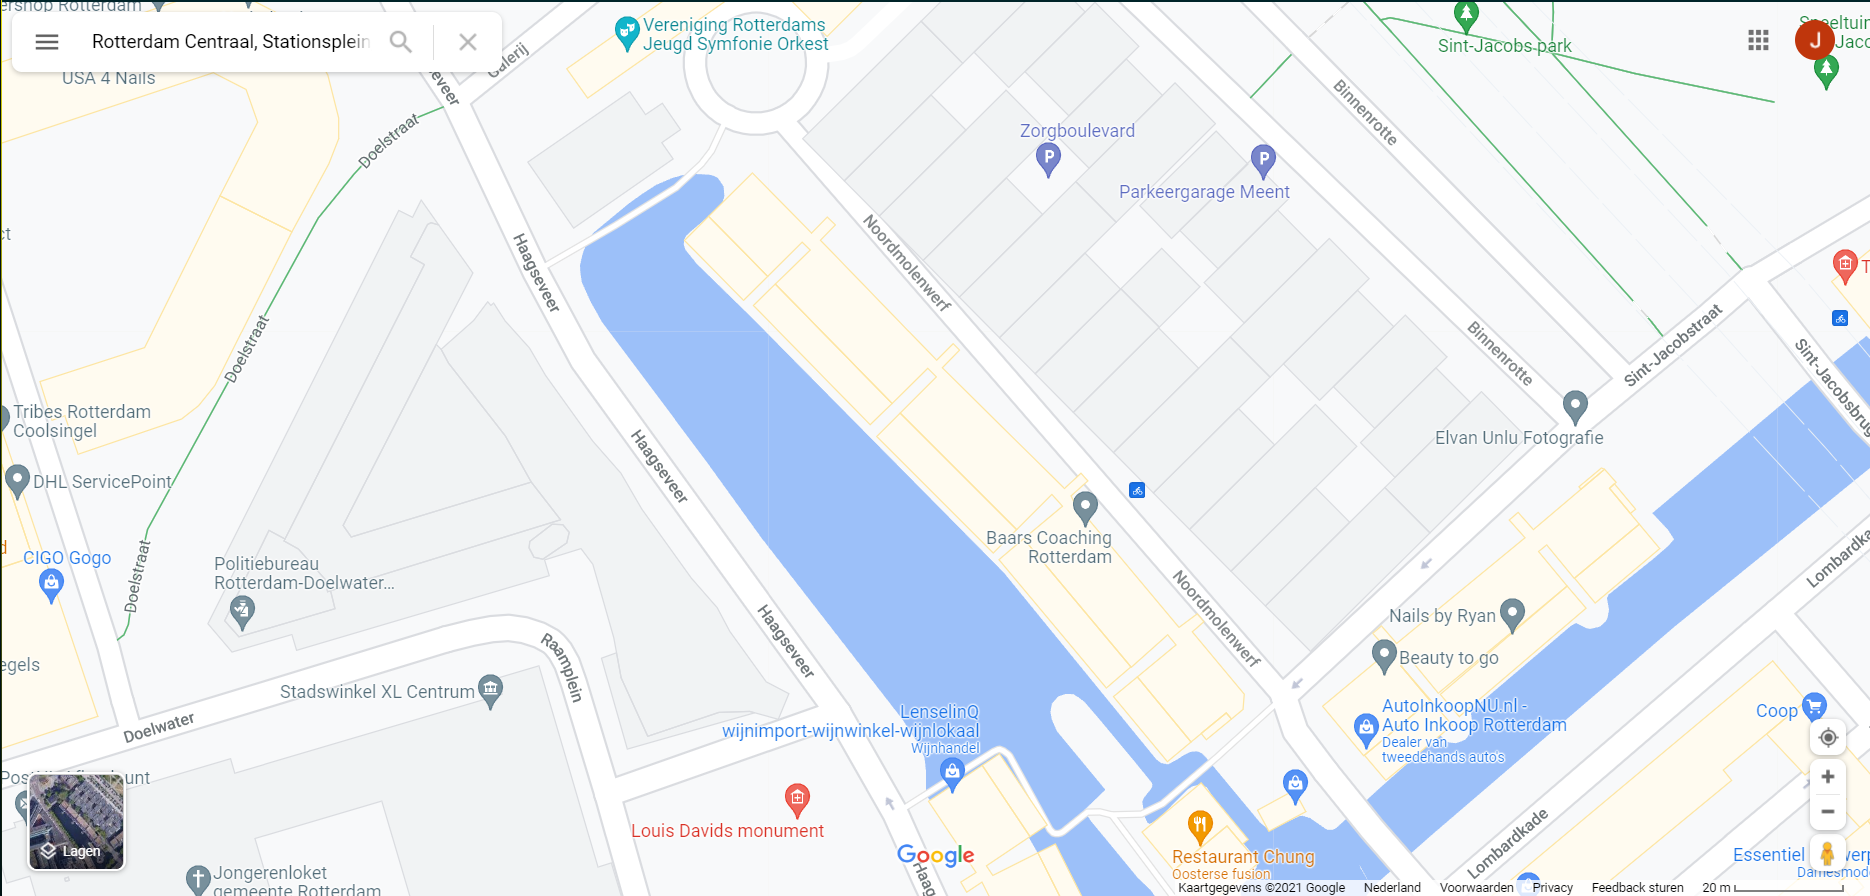 Rotterdam Centraal, Stationsplein
J
USA 4 Nails
Galerij
Vereniging Rotterdams
Jeugd Symfonie Orkest
Sint-Jacobs-park
Binnenrotte
Doelstraat
Zorgboulevard
P
P
Parkeergarage Meent
Haagseveer
Noordmolenwerf
Doelstraat
Binnenrotte
Sint-Jacobstraat
Tribes Rotterdam
Coolsingel
Elvan Unlu Fotografie
Haagseveer
DHL ServicePoint
Baars Coaching
Rotterdam
CIGO Gogo
Doelstraat
Politiebureau
Rotterdam-Doelwater...
Noordmolenwerf
Haagseveer
Nails by Ryan
Raamplein
Beauty to go
Stadswinkel XL Centrum
Doelwater
LenselinQ
wijnimport-wijnwinkel-wijnlokaal
Wijnhandel
AutoInkoopNU.nl -
Auto Inkoop Rotterdam
Dealer van
tweedehands auto's
Coop
Louis Davids monument
Lagen
Google
Restaurant Chung
Oosterse fusion
Lombardkade
Essentiel
Jongerenloket
gemeente Rotterdam
Kaartgegevens ©2021 Google Nederland Voorwaarden Privacy Feedback sturen 20 m